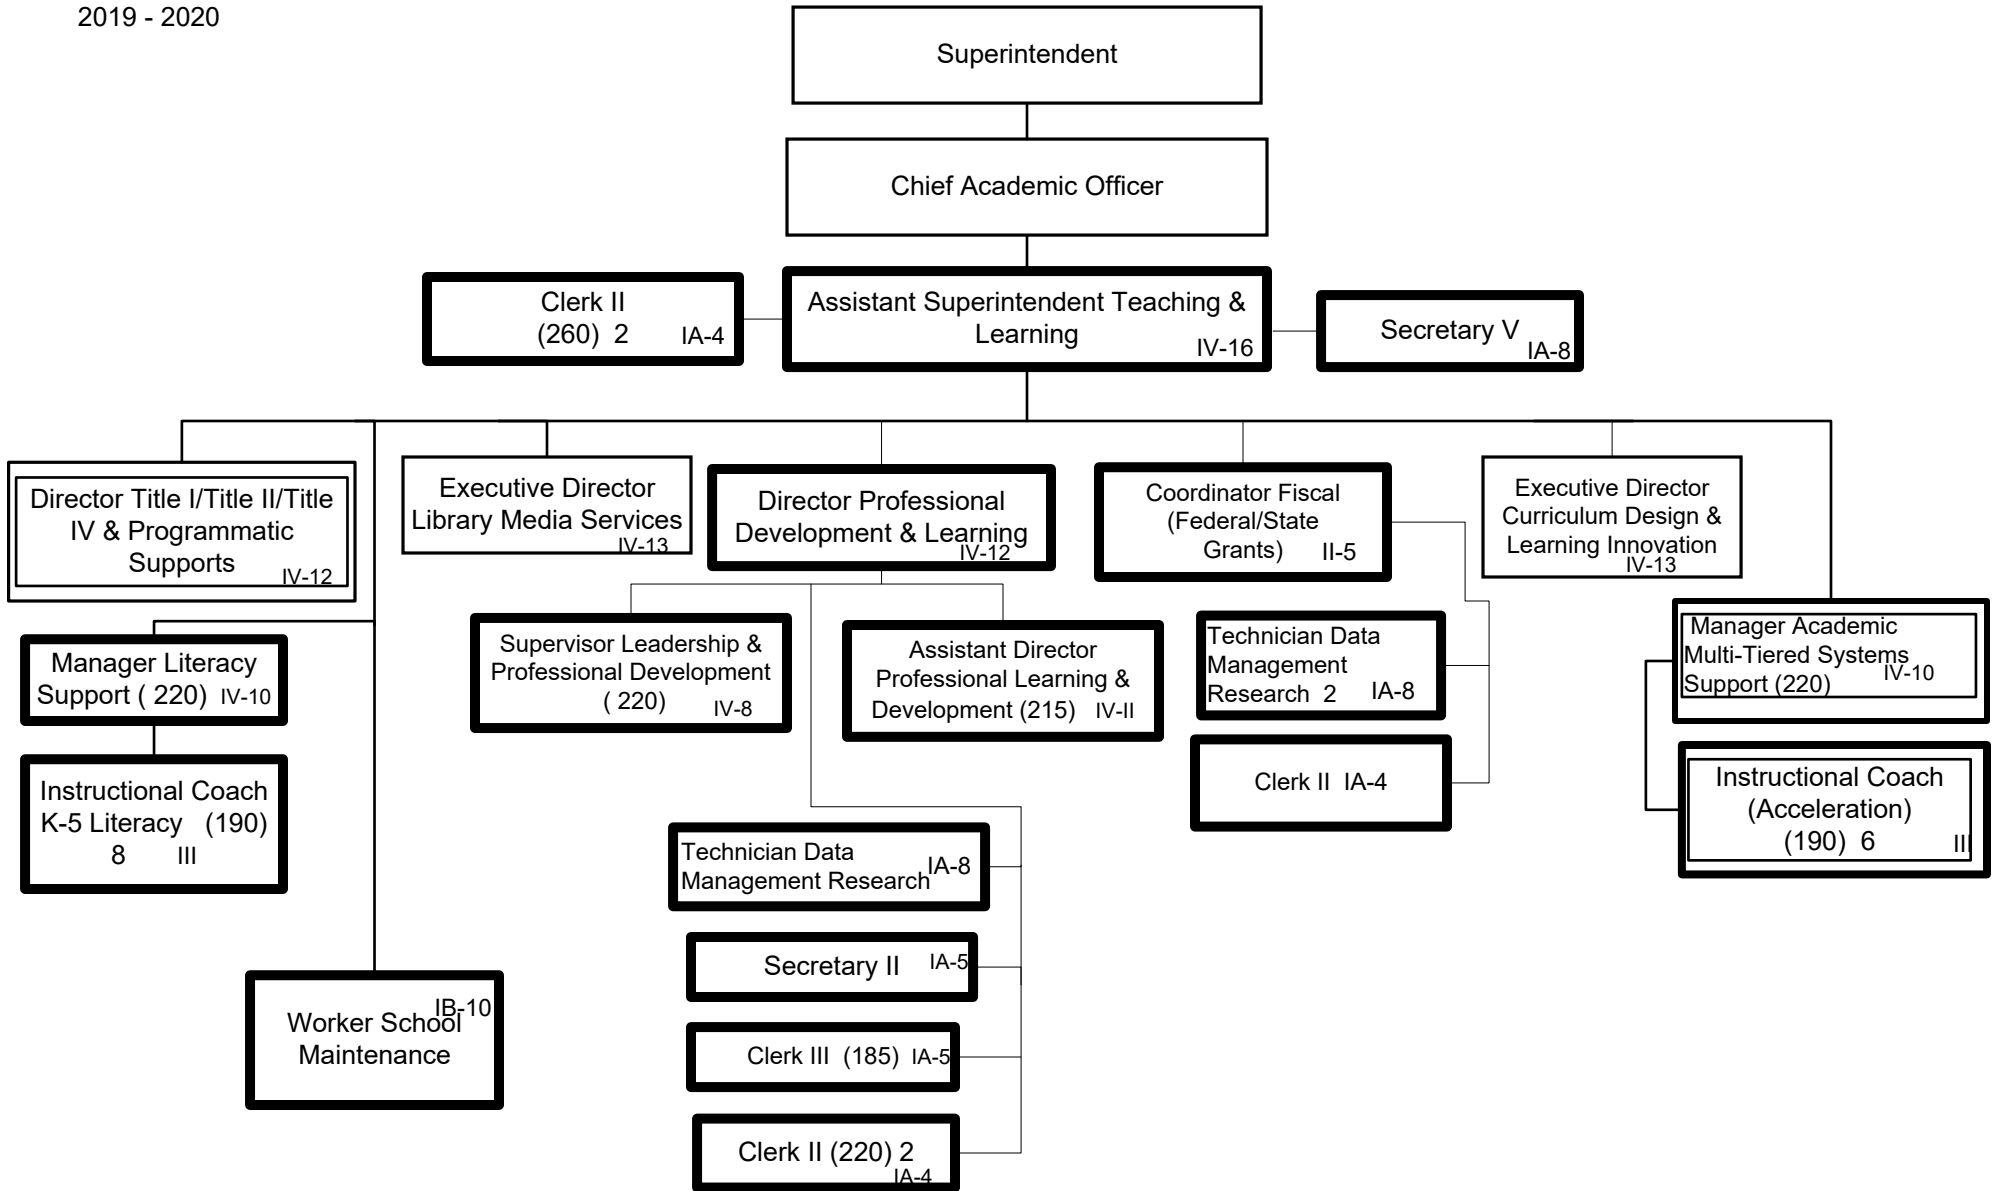 2019 - 2020
Superintendent
Chief Academic Officer
Clerk II
(260) 2 IA-4
Assistant Superintendent Teaching &
Learning
IV-16
Secretary V
IA-8
Director Title I/Title II/Title
IV & Programmatic
Supports
IV-12
Executive Director
Library Media Services
IV-13
Director Professional
Development & Learning
IV-12
Coordinator Fiscal
(Federal/State
Grants) II-5
Executive Director
Curriculum Design &
Learning Innovation
IV-13
Manager Literacy
Support ( 220) IV-10
Supervisor Leadership &
Professional Development
( 220) IV-8
Assistant Director
Professional Learning &
Development (215) IV-II
Technician Data
Management
Research 2 IA-8
Manager Academic
Multi-Tiered Systems
Support (220) IV-10
Instructional Coach
K-5 Literacy (190)
8 III
Clerk II IA-4
Instructional Coach
(Acceleration)
(190) 6 III
Technician Data
Management Research IA-8
Secretary II IA-5
Worker School
Maintenance
IB-10
Clerk III (185) IA-5
Clerk II (220) 2
IA-4